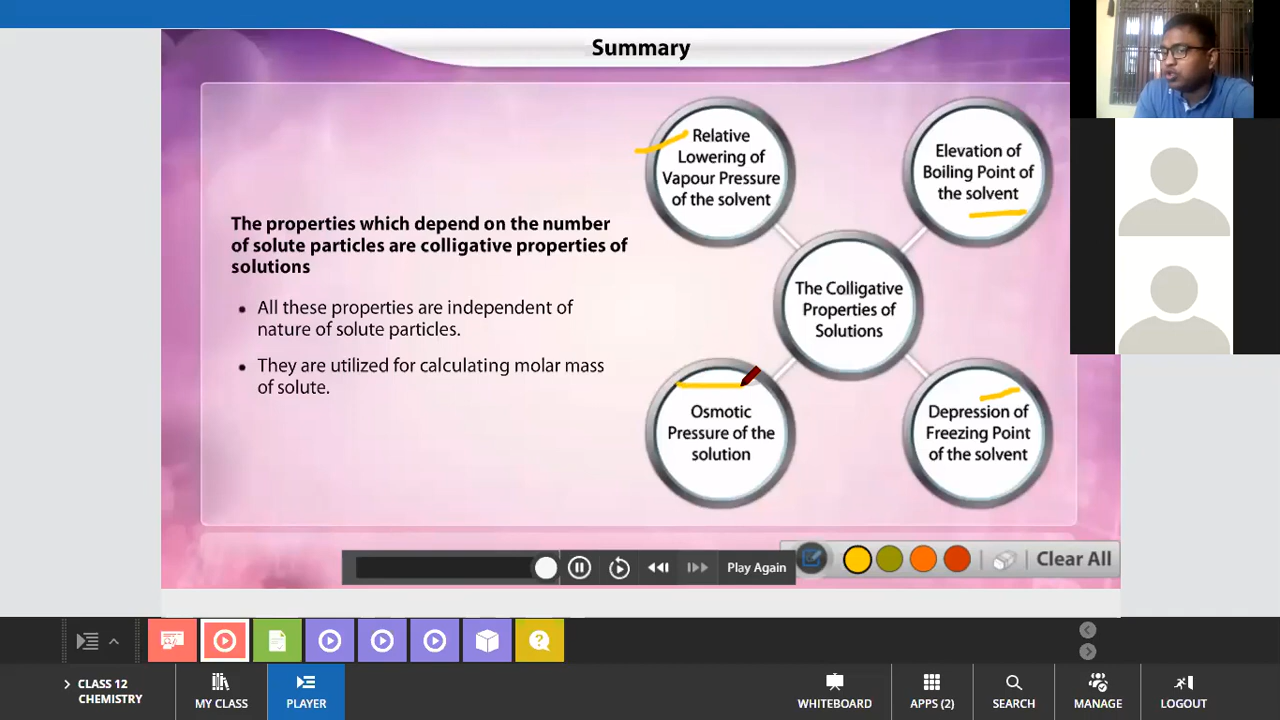 Summary
The properties which depend on the number
of solute particles are colligative properties of
solutions
• All these properties are independent of
nature of solute particles.
• They are utilized for calculating molar mass
of solute.
Relative
Lowering of
Vapour Pressure
of the solvent
Elevation of
Boiling Point of
the solvent
The Colligative
Properties of
Solutions
Osmotic
Pressure of the
solution
Depression of
Freezing Point
of the solvent
Play Again
Clear All
CLASS 12
CHEMISTRY
MY CLASS
PLAYER
WHITEBOARD
APPS (2)
SEARCH
MANAGE
LOGOUT